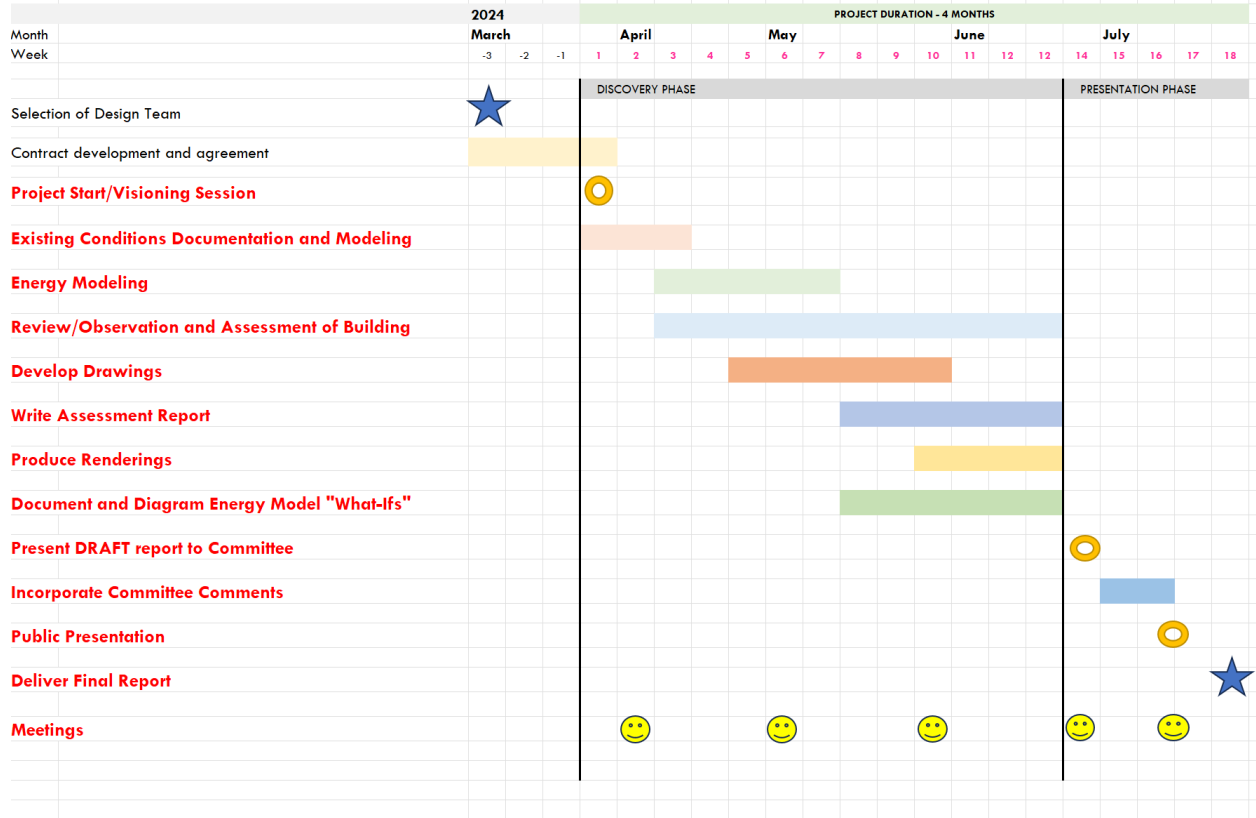 2024 PROJECT DURATION - 4 MONTHS
Month March April May June July
Week -3 -2 -1 1 2 3 4 5 6 7 8 9 10 11 12 12 14 15 16 17 18
DISCOVERY PHASE PRESENTATION PHASE
Selection of Design Team
Contract development and agreement
Project Start/Visioning Session
Existing Conditions Documentation and Modeling
Energy Modeling
Review/Observation and Assessment of Building
Develop Drawings
Write Assessment Report
Produce Renderings
Document and Diagram Energy Model "What-Ifs"
Present DRAFT report to Committee
Incorporate Committee Comments
Public Presentation
Deliver Final Report
Meetings